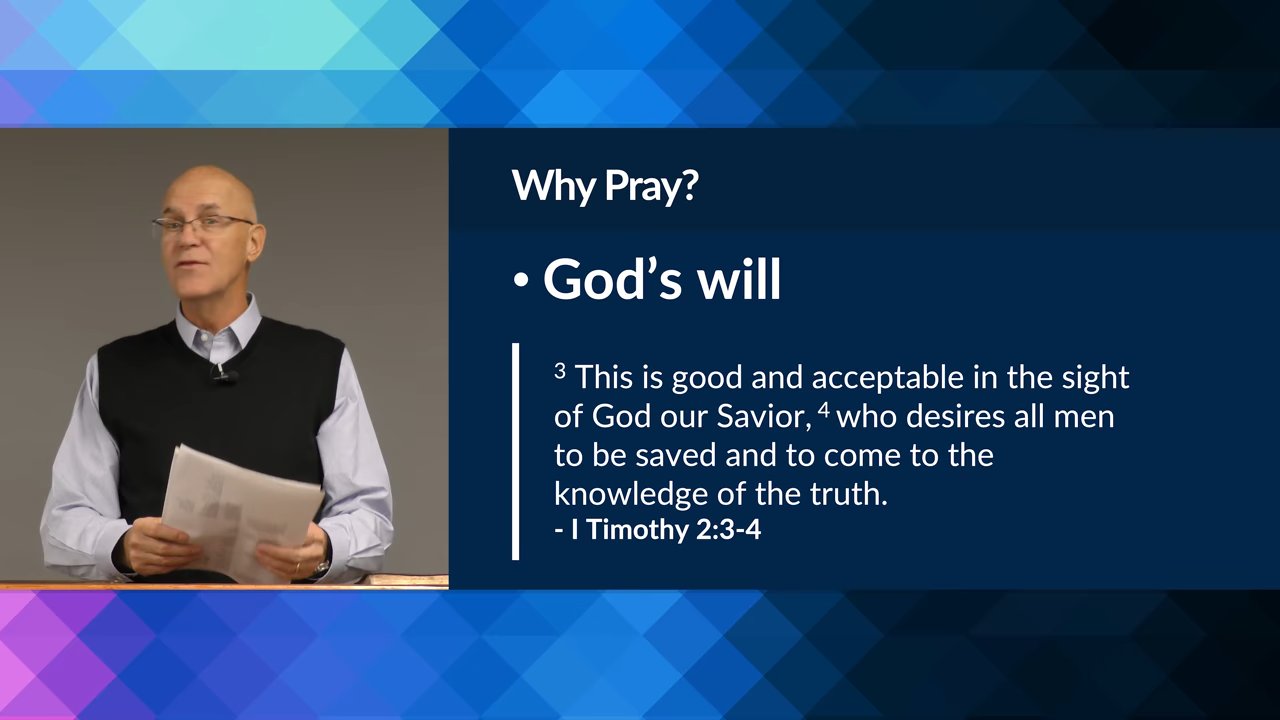 Why Pray?
• God’s will
3 This is good and acceptable in the sight
of God our Savior, 4 who desires all men
to be saved and to come to the
knowledge of the truth.
- I Timothy 2:3-4